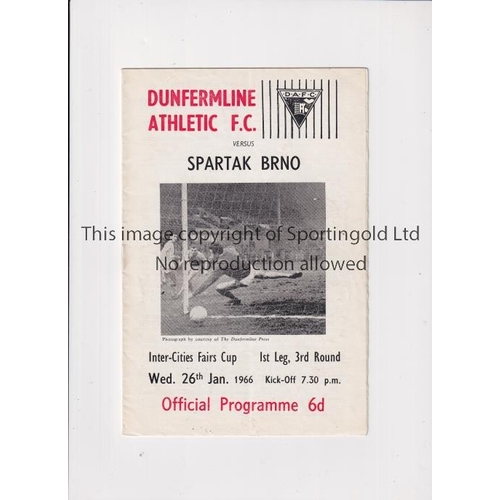 DUNFERMLINE
ATHLETIC F.C.
D.A.F.C.
VERSUS
SPARTAK BRNO
This image copyright of Sportingold Ltd
No reproduction allowed
Photograph by courtesy of The Dunfermline Press
Inter-Cities Fairs Cup 1st Leg, 3rd Round
Wed. 26th Jan. 1966 Kick-Off 7.30 p.m.
Official Programme 6d